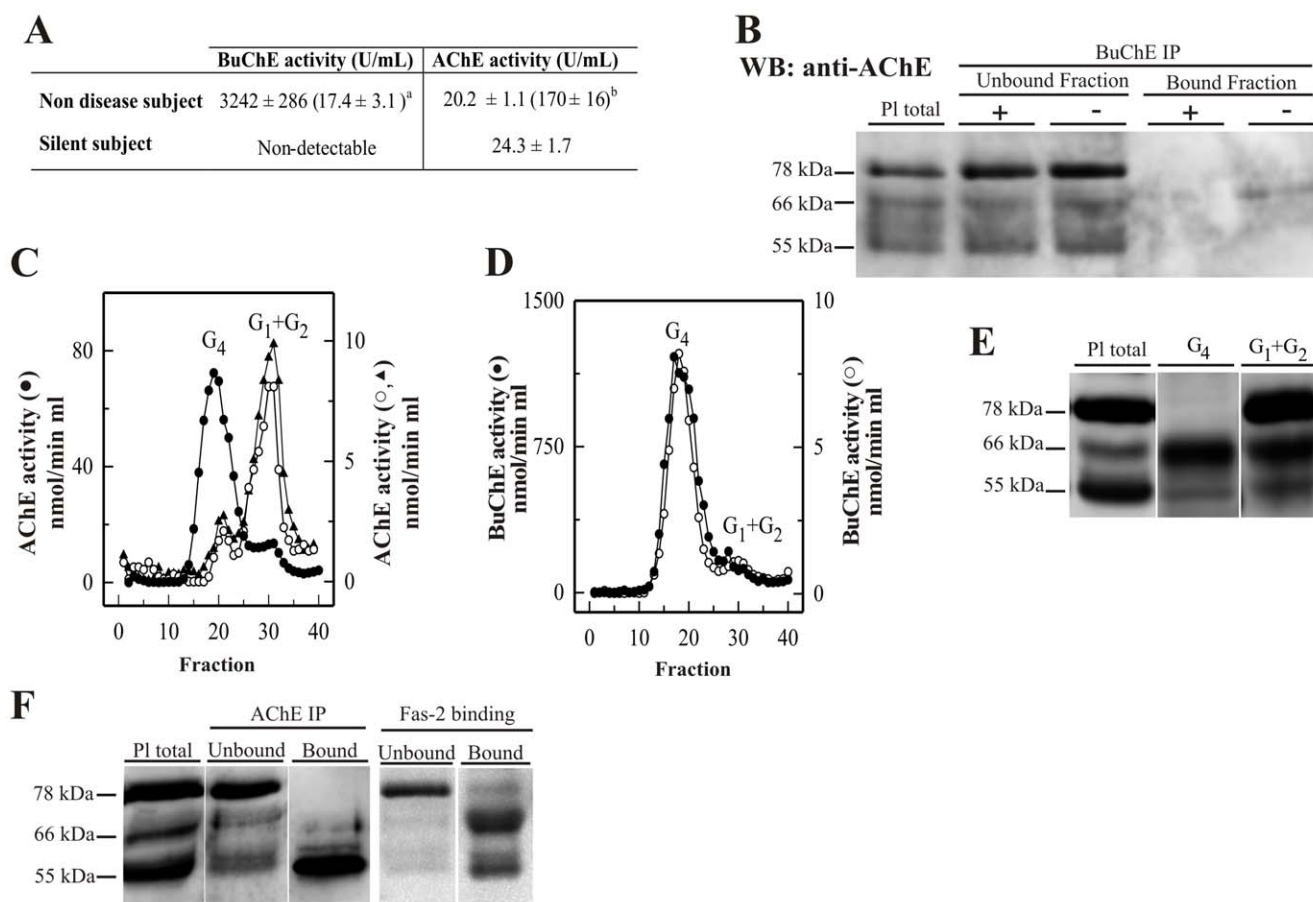 A
BuChE activity (U/mL) AChE activity (U/mL)
Non disease subject 3242 ± 286 (17.4 ± 3.1 )a 20.2 ± 1.1 (170 ± 16)b
Silent subject Non-detectable 24.3 ± 1.7
B
WB: anti-AChE
BuChE IP
Unbound Fraction Bound Fraction
Pl total + - + -
78 kDa
66 kDa
55 kDa
C
AChE activity (●)
nmol/min ml
80
40
0
G4
G1+G2
10
5
0
AChE activity (○,▲)
nmol/min ml
0 10 20 30 40
Fraction
D
BuChE activity (●)
nmol/min ml
1500
750
0
G4
G1+G2
10
5
0
BuChE activity (○)
nmol/min ml
0 10 20 30 40
Fraction
E
Pl total G4 G1+G2
78 kDa
66 kDa
55 kDa
F
AChE IP Fas-2 binding
Pl total Unbound Bound Unbound Bound
78 kDa
66 kDa
55 kDa